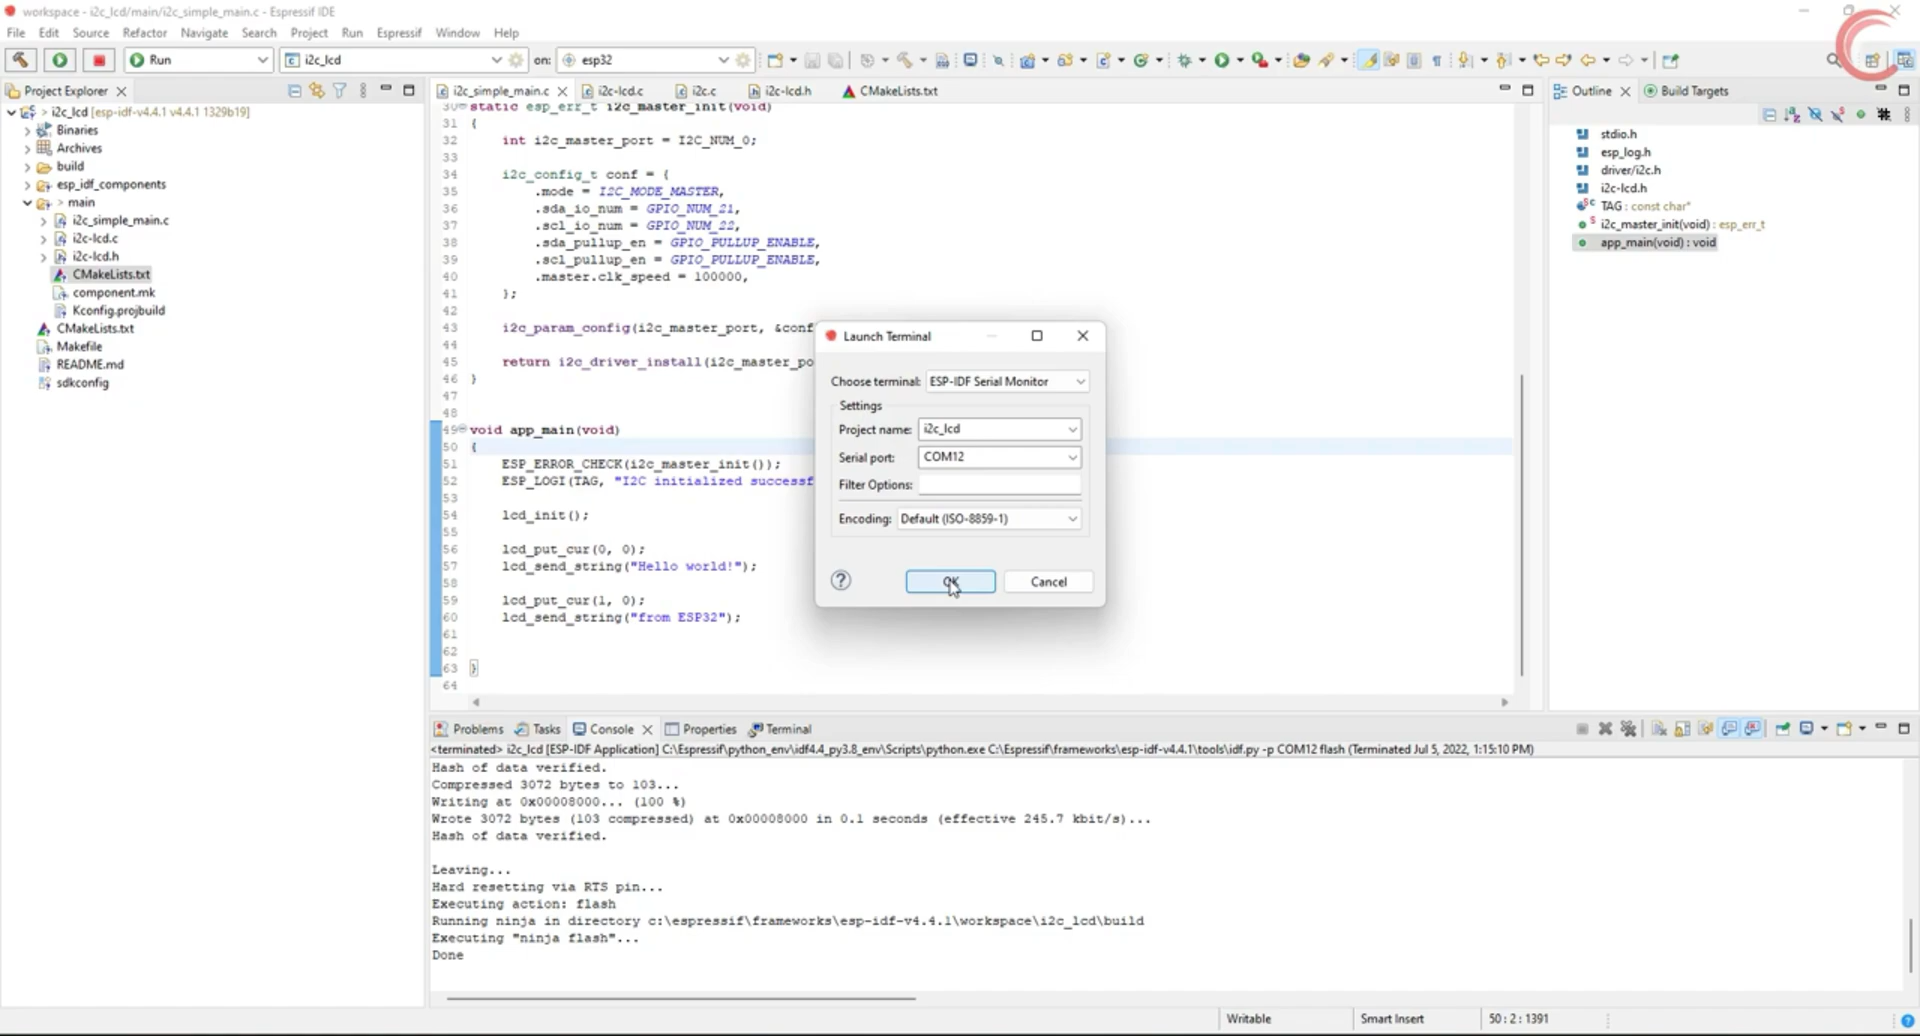 workspace - i2c_lcd/main/i2c_simple_main.c - Espressif IDE
File Edit Source Refactor Navigate Search Project Run Espressif Window Help
Run i2c_lcd on: esp32
Project Explorer
i2c_lcd [esp-idf-v4.4.1 v4.4.1 1329b19]
Binaries
Archives
build
esp_idf_components
main
i2c_simple_main.c
i2c-lcd.c
i2c-lcd.h
CMakeLists.txt
component.mk
Kconfig.projbuild
CMakeLists.txt
Makefile
README.md
sdkconfig
i2c_simple_main.c i2c-lcd.c i2c.c i2c-lcd.h CMakeLists.txt
30 static esp_err_t i2c_master_init(void)
31 {
32 int i2c_master_port = I2C_NUM_0;
33
34 i2c_config_t conf = {
35 .mode = I2C_MODE_MASTER,
36 .sda_io_num = GPIO_NUM_21,
37 .scl_io_num = GPIO_NUM_22,
38 .sda_pullup_en = GPIO_PULLUP_ENABLE,
39 .scl_pullup_en = GPIO_PULLUP_ENABLE,
40 .master.clk_speed = 100000,
41 };
42
43 i2c_param_config(i2c_master_port, &conf
44
45 return i2c_driver_install(i2c_master_po
46 }
47
48
49 void app_main(void)
50 {
51 ESP_ERROR_CHECK(i2c_master_init());
52 ESP_LOGI(TAG, "I2C initialized successf
53
54 lcd_init();
55
56 lcd_put_cur(0, 0);
57 lcd_send_string("Hello world!");
58
59 lcd_put_cur(1, 0);
60 lcd_send_string("from ESP32");
61
62
63 }
64
Launch Terminal
Choose terminal: ESP-IDF Serial Monitor
Settings
Project name: i2c_lcd
Serial port: COM12
Filter Options:
Encoding: Default (ISO-8859-1)
OK Cancel
Outline Build Targets
stdio.h
esp_log.h
driver/i2c.h
i2c-lcd.h
TAG : const char*
i2c_master_init(void) : esp_err_t
app_main(void) : void
Problems Tasks Console Properties Terminal
<terminated> i2c_lcd [ESP-IDF Application] C:\Espressif\python_env\idf4.4_py3.8_env\Scripts\python.exe C:\Espressif\frameworks\esp-idf-v4.4.1\tools\idf.py -p COM12 flash (Terminated Jul 5, 2022, 1:15:10 PM)
Hash of data verified.
Compressed 3072 bytes to 103...
Writing at 0x00008000... (100 %)
Wrote 3072 bytes (103 compressed) at 0x00008000 in 0.1 seconds (effective 245.7 kbit/s)...
Hash of data verified.

Leaving...
Hard resetting via RTS pin...
Executing action: flash
Running ninja in directory c:\espressif\frameworks\esp-idf-v4.4.1\workspace\i2c_lcd\build
Executing "ninja flash"...
Done
Writable Smart Insert 50 : 2 : 1391